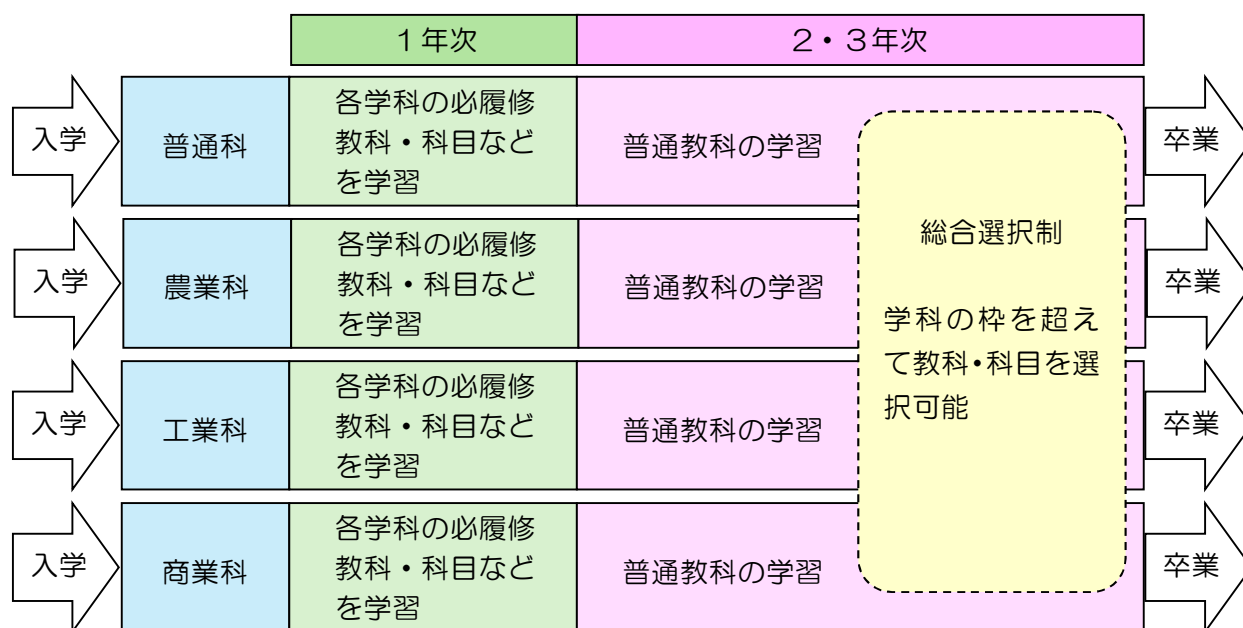 1年次
2・3年次
入学
普通科
各学科の必履修
教科・科目など
を学習
普通教科の学習
卒業
入学
農業科
各学科の必履修
教科・科目など
を学習
普通教科の学習
卒業
総合選択制
学科の枠を超え
て教科・科目を選
択可能
入学
工業科
各学科の必履修
教科・科目など
を学習
普通教科の学習
卒業
入学
商業科
各学科の必履修
教科・科目など
を学習
普通教科の学習
卒業